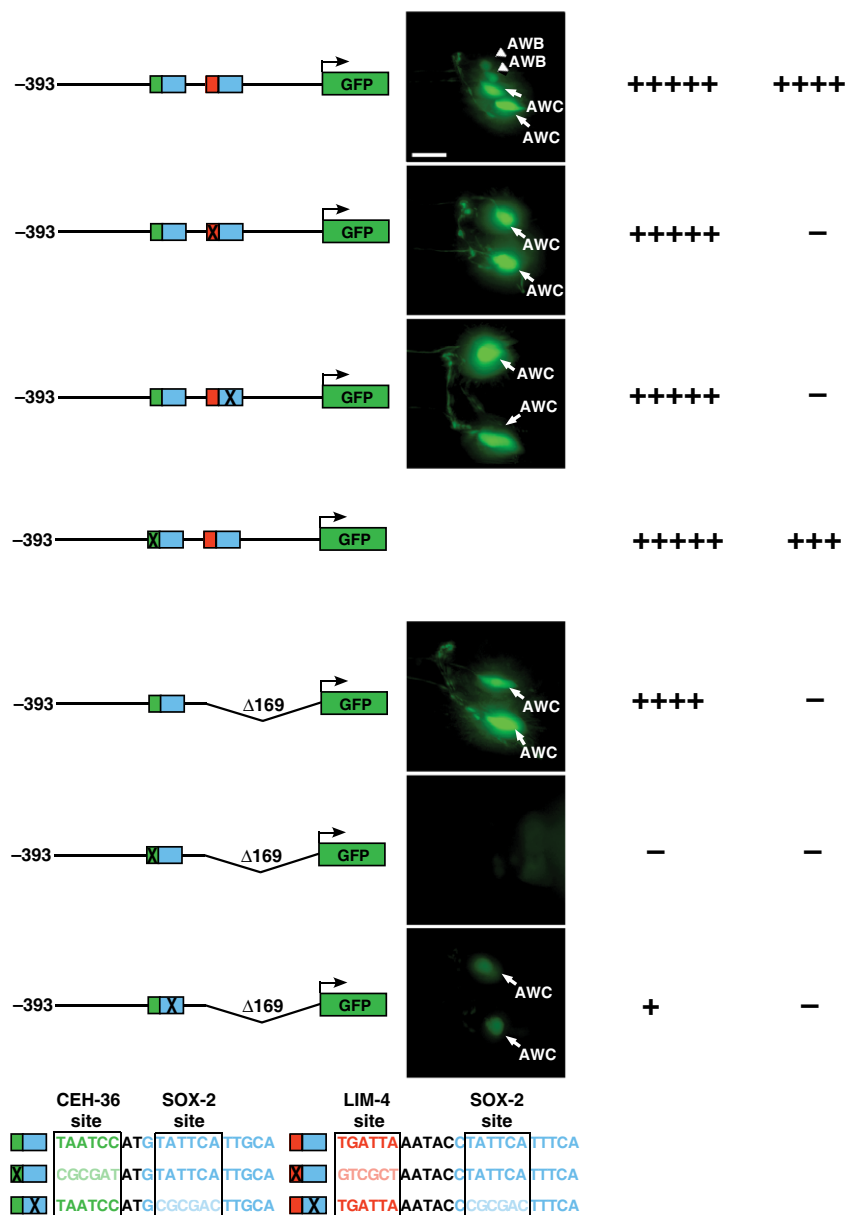 –393 GFP AWB AWB AWC AWC +++++ ++++
–393 X GFP AWC AWC +++++ –
–393 X GFP AWC AWC +++++ –
–393 X GFP +++++ +++
–393 Δ169 GFP AWC AWC ++++ –
–393 X Δ169 GFP – –
–393 X Δ169 GFP AWC AWC + –
CEH-36 site SOX-2 site LIM-4 site SOX-2 site
TAATCCATGTATTCATTGCA TGATTAAATACCTATTCATTTCA
X CGCGATATGTATTCATTGCA X GTCGCTAATACCTATTCATTTCA
X TAATCCATGCGCGACTTGCA X TGATTAAATACCCGCGACTTTCA